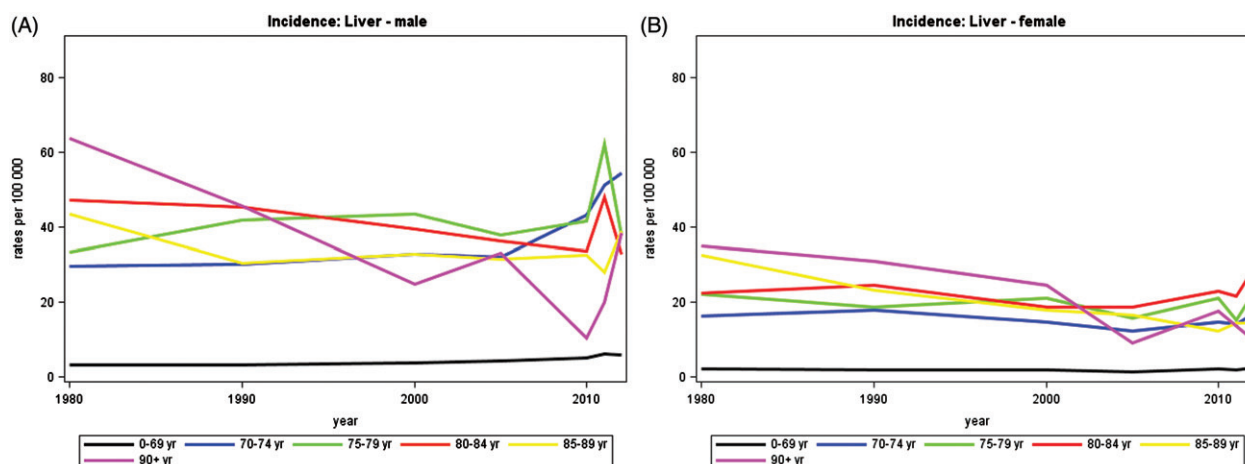 (A)
Incidence: Liver - male
80
60
40
20
0
rates per 100 000
1980
1990
2000
2010
year
0-69 yr
70-74 yr
75-79 yr
80-84 yr
85-89 yr
90+ yr
(B)
Incidence: Liver - female
80
60
40
20
0
rates per 100 000
1980
1990
2000
2010
year
0-69 yr
70-74 yr
75-79 yr
80-84 yr
85-89 yr
90+ yr